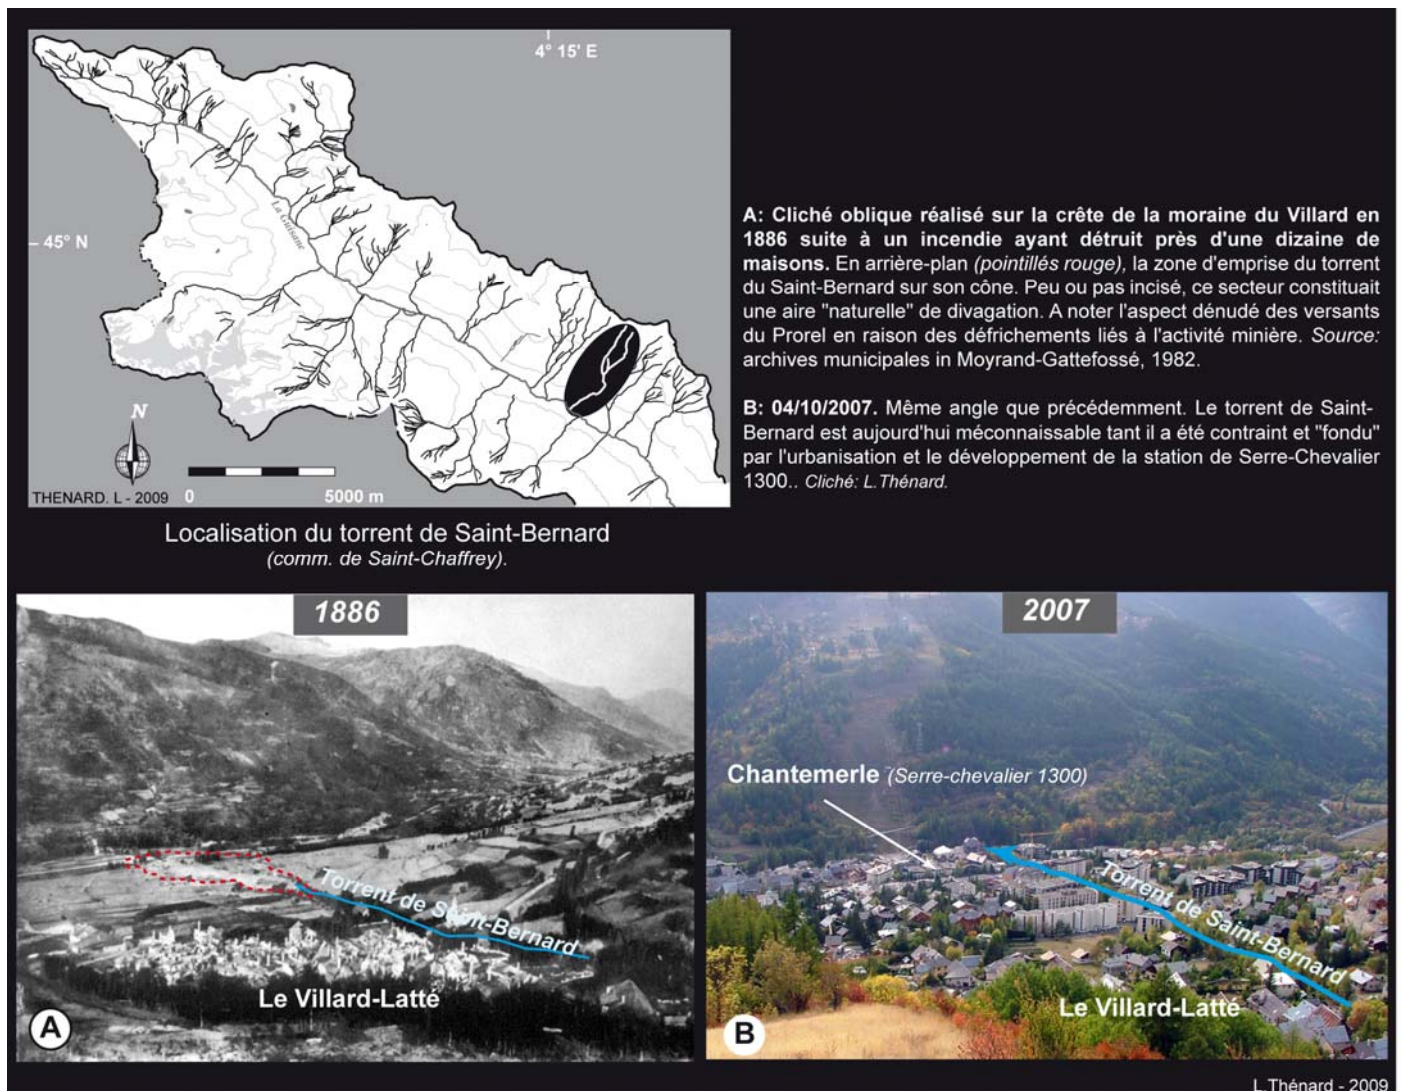 4° 15' E
45° N
La Guisane
N
THENARD. L - 2009
0
5000 m
Localisation du torrent de Saint-Bernard
(comm. de Saint-Chaffrey).
A: Cliché oblique réalisé sur la crête de la moraine du Villard en
1886 suite à un incendie ayant détruit près d'une dizaine de
maisons. En arrière-plan (pointillés rouge), la zone d'emprise du torrent
du Saint-Bernard sur son cône. Peu ou pas incisé, ce secteur constituait
une aire "naturelle" de divagation. A noter l'aspect dénudé des versants
du Prorel en raison des défrichements liés à l'activité minière. Source:
archives municipales in Moyrand-Gattefossé, 1982.
B: 04/10/2007. Même angle que précédemment. Le torrent de Saint-
Bernard est aujourd'hui méconnaissable tant il a été contraint et "fondu"
par l'urbanisation et le développement de la station de Serre-Chevalier
1300.. Cliché: L.Thénard.
1886
Torrent de Saint-Bernard
Le Villard-Latté
A
2007
Chantemerle (Serre-chevalier 1300)
Torrent de Saint-Bernard
Le Villard-Latté
B
L.Thénard - 2009